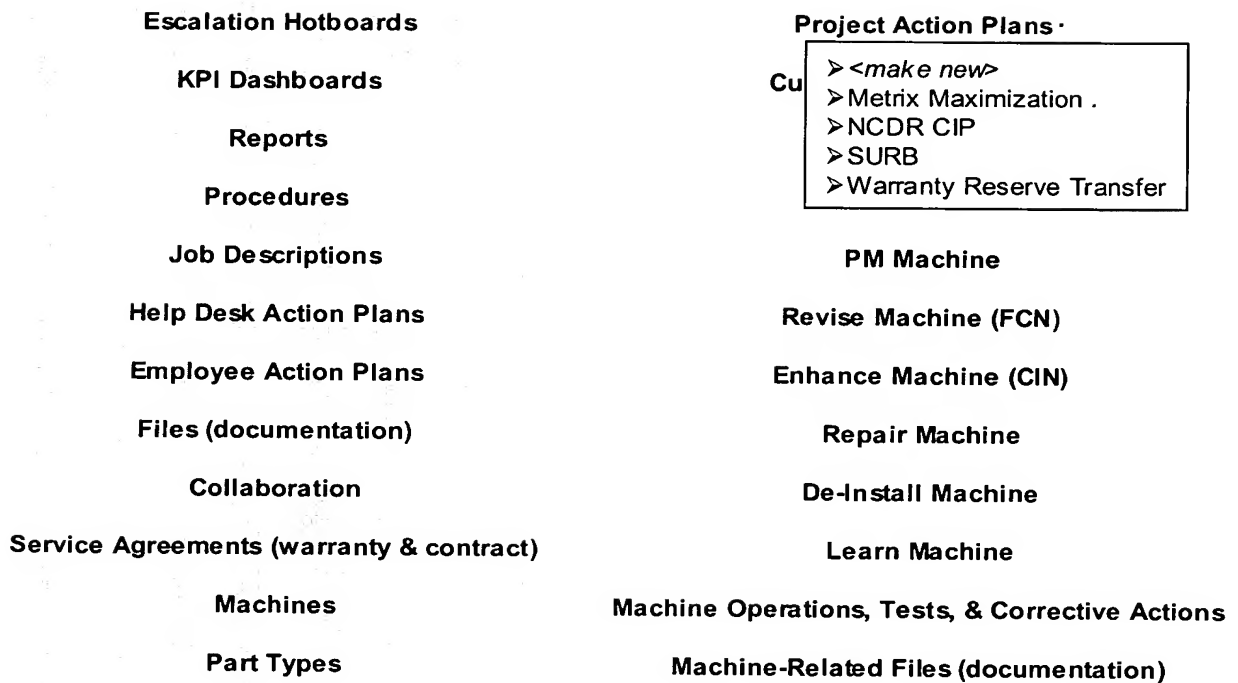 Escalation Hotboards
KPI Dashboards
Reports
Procedures
Job Descriptions
Help Desk Action Plans
Employee Action Plans
Files (documentation)
Collaboration
Service Agreements (warranty & contract)
Machines
Part Types
Project Action Plans
Cu
➢<make new>
➢Metrix Maximization .
➢NCDR CIP
➢SURB
➢Warranty Reserve Transfer
PM Machine
Revise Machine (FCN)
Enhance Machine (CIN)
Repair Machine
De-Install Machine
Learn Machine
Machine Operations, Tests, & Corrective Actions
Machine-Related Files (documentation)